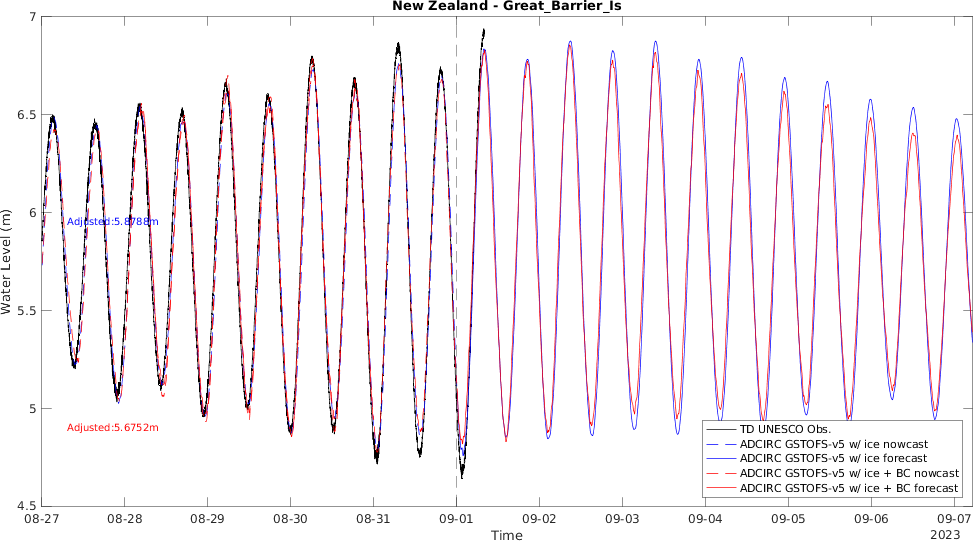 New Zealand - Great_Barrier_Is
7
6.5
6
5.5
5
4.5
Water Level (m)
Adjusted:5.8788m
Adjusted:5.6752m
TD UNESCO Obs.
ADCIRC GSTOFS-v5 w/ ice nowcast
ADCIRC GSTOFS-v5 w/ ice forecast
ADCIRC GSTOFS-v5 w/ ice + BC nowcast
ADCIRC GSTOFS-v5 w/ ice + BC forecast
08-27 08-28 08-29 08-30 08-31 09-01 09-02 09-03 09-04 09-05 09-06 09-07
Time
2023